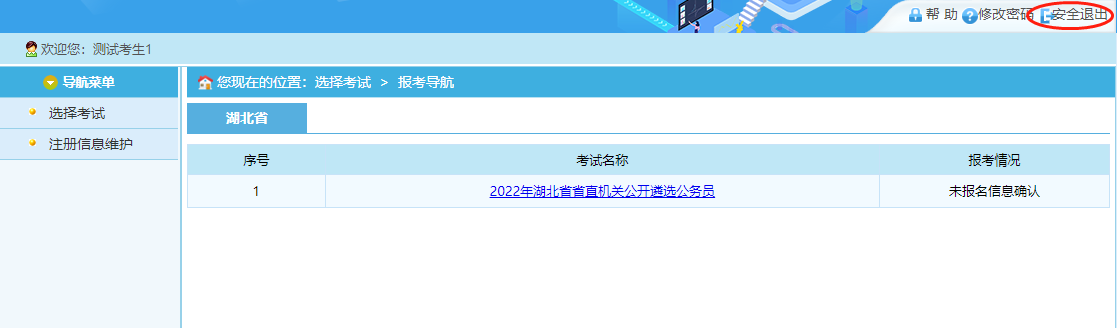 帮 助 修改密码 安全退出
欢迎您：测试考生1
导航菜单
您现在的位置：选择考试 > 报考导航
选择考试
湖北省
注册信息维护
序号 考试名称 报考情况
1 2022年湖北省省直机关公开遴选公务员 未报名信息确认